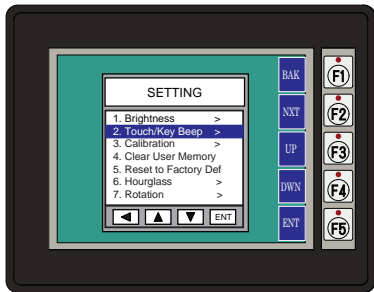 SETTING
1. Brightness >
2. Touch/Key Beep >
3. Calibration >
4. Clear User Memory
5. Reset to Factory Def
6. Hourglass >
7. Rotation >
ENT
BAK
NXT
UP
DWN
ENT
F1
F2
F3
F4
F5